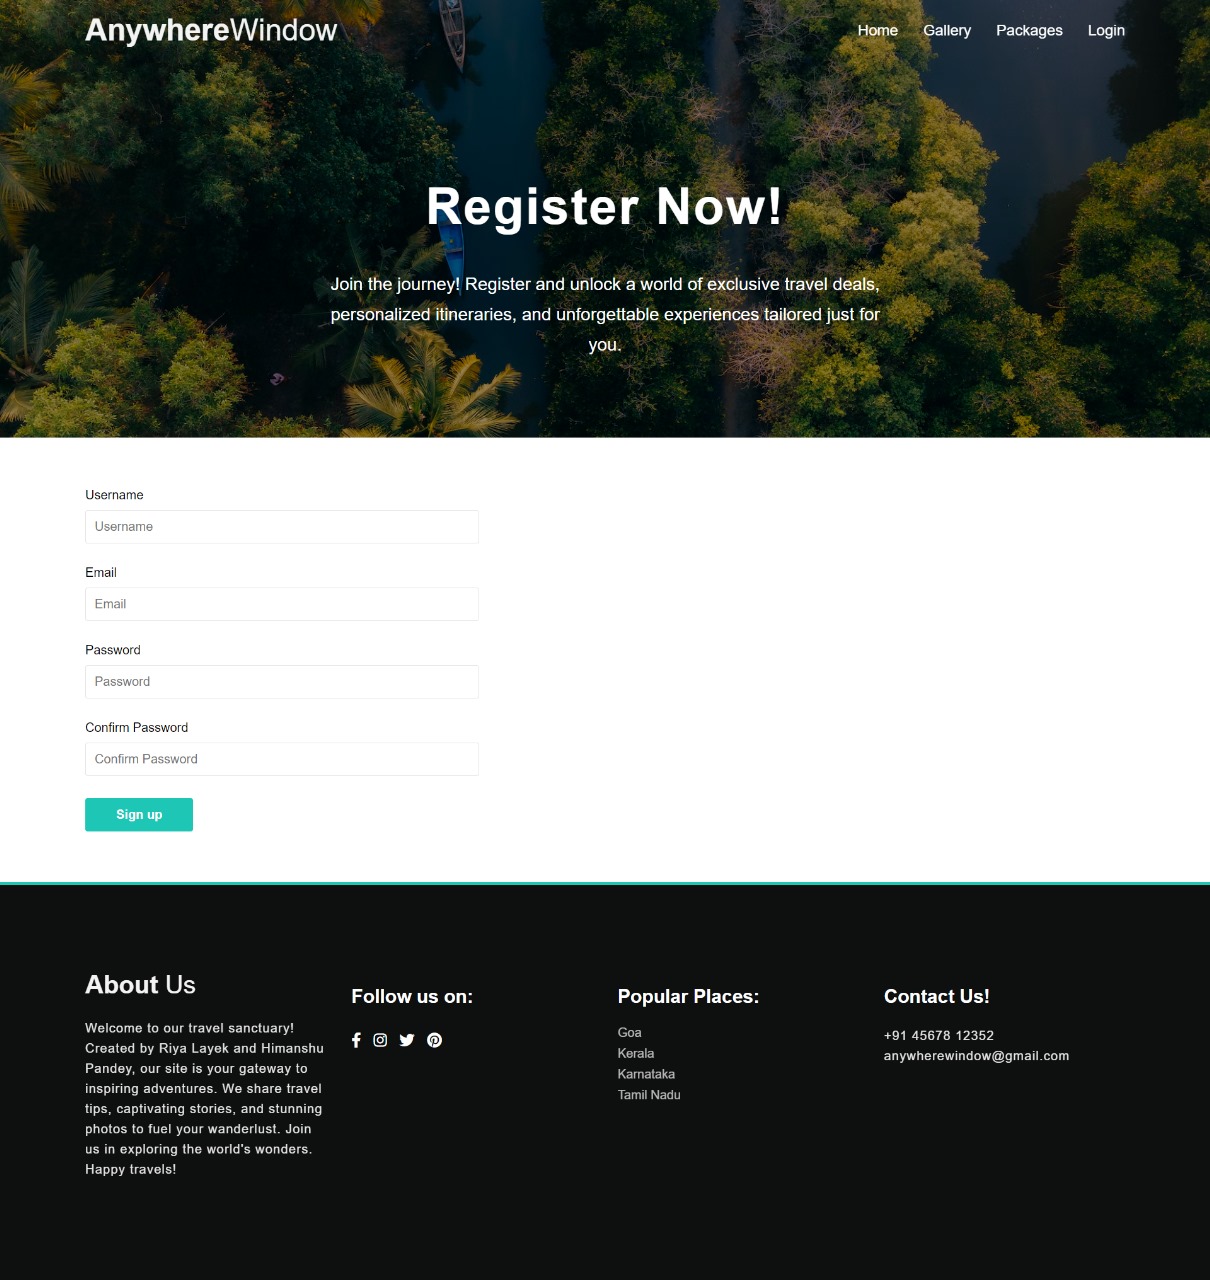 AnywhereWindow
Home Gallery Packages Login
Register Now!
Join the journey! Register and unlock a world of exclusive travel deals,
personalized itineraries, and unforgettable experiences tailored just for
you.
Username
Username
Email
Email
Password
Password
Confirm Password
Confirm Password
Sign up
About Us
Welcome to our travel sanctuary!
Created by Riya Layek and Himanshu
Pandey, our site is your gateway to
inspiring adventures. We share travel
tips, captivating stories, and stunning
photos to fuel your wanderlust. Join
us in exploring the world's wonders.
Happy travels!
Follow us on:
Popular Places:
Goa
Kerala
Karnataka
Tamil Nadu
Contact Us!
+91 45678 12352
anywherewindow@gmail.com